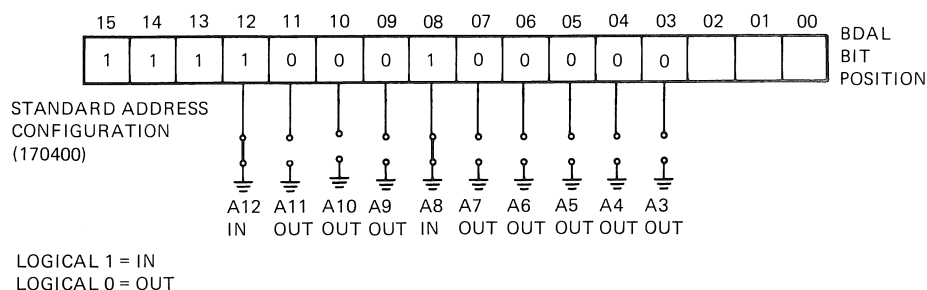 15 14 13 12 11 10 09 08 07 06 05 04 03 02 01 00
BDAL
BIT
POSITION
1 1 1 1 0 0 0 1 0 0 0 0 0
STANDARD ADDRESS
CONFIGURATION
(170400)
A12 A11 A10 A9 A8 A7 A6 A5 A4 A3
IN OUT OUT OUT IN OUT OUT OUT OUT OUT
LOGICAL 1 = IN
LOGICAL 0 = OUT